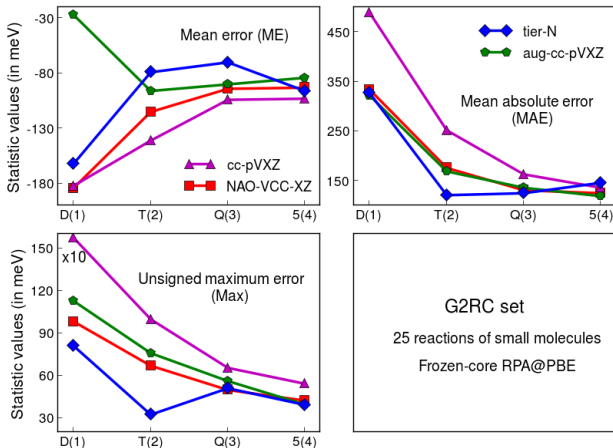 Statistic values (in meV)
-30
-80
-130
-180
Mean error (ME)
cc-pVXZ
NAO-VCC-XZ
D(1) T(2) Q(3) 5(4)
450
350
250
150
tier-N
aug-cc-pVXZ
Mean absolute error
(MAE)
D(1) T(2) Q(3) 5(4)
Statistic values (in meV)
150
120
90
60
30
x10
Unsigned maximum error
(Max)
D(1) T(2) Q(3) 5(4)
G2RC set
25 reactions of small molecules
Frozen-core RPA@PBE